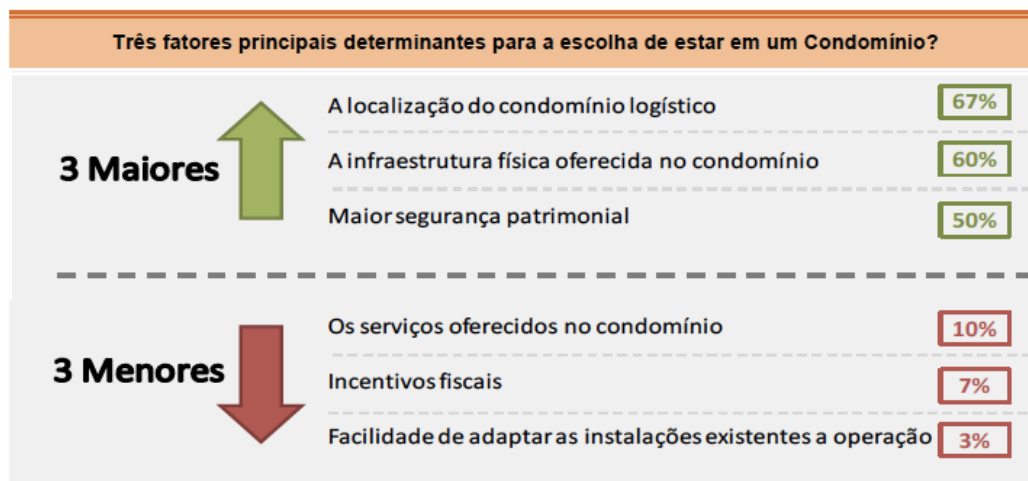 Três fatores principais determinantes para a escolha de estar em um Condomínio?
3 Maiores
A localização do condomínio logístico 67%
A infraestrutura física oferecida no condomínio 60%
Maior segurança patrimonial 50%
3 Menores
Os serviços oferecidos no condomínio 10%
Incentivos fiscais 7%
Facilidade de adaptar as instalações existentes a operação 3%